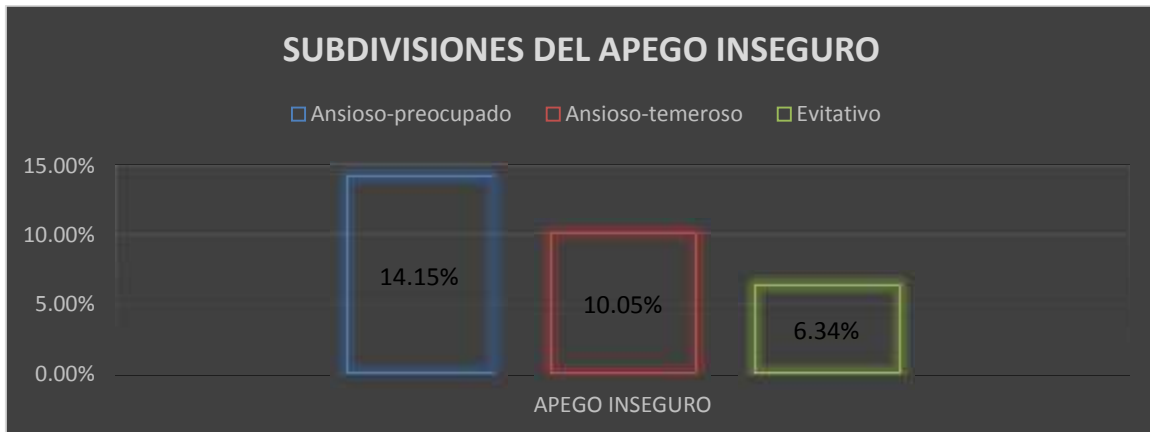 SUBDIVISIONES DEL APEGO INSEGURO
Ansioso-preocupado Ansioso-temeroso Evitativo
15.00%
10.00%
5.00%
0.00%
14.15%
10.05%
6.34%
APEGO INSEGURO